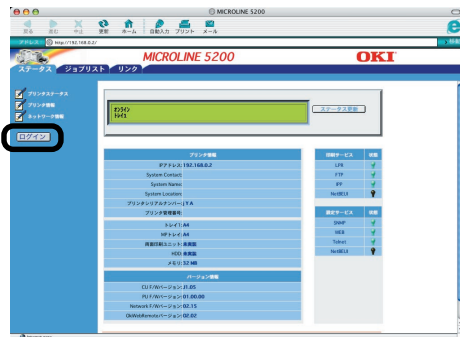 MICROLINE 5200
戻る 進む 中止 更新 ホーム 自動入力 プリント メール
アドレス: http://192.168.0.2/ 移動
MICROLINE 5200 OKI
ステータス ジョブリスト リンク
プリンタステータス
プリンタ情報
ネットワーク情報
ログイン
オンライン
トレイ1
ステータス更新
プリンタ情報
IPアドレス: 192.168.0.2
System Contact:
System Name:
System Location:
プリンタシリアルナンバー: JTA
プリンタ管理番号:
トレイ1: A4
MPトレイ: A4
両面印刷ユニット: 未実装
HDD: 未実装
メモリ: 32 MB
バージョン情報
CU F/Wバージョン: J1.05
PU F/Wバージョン: 01.00.00
Network F/Wバージョン: 02.15
OkiWebRemoteバージョン: 02.02
印刷サービス 状態
LPR
FTP
IPP
NetBEUI
設定サービス 状態
SNMP
WEB
Telnet
NetBEUI